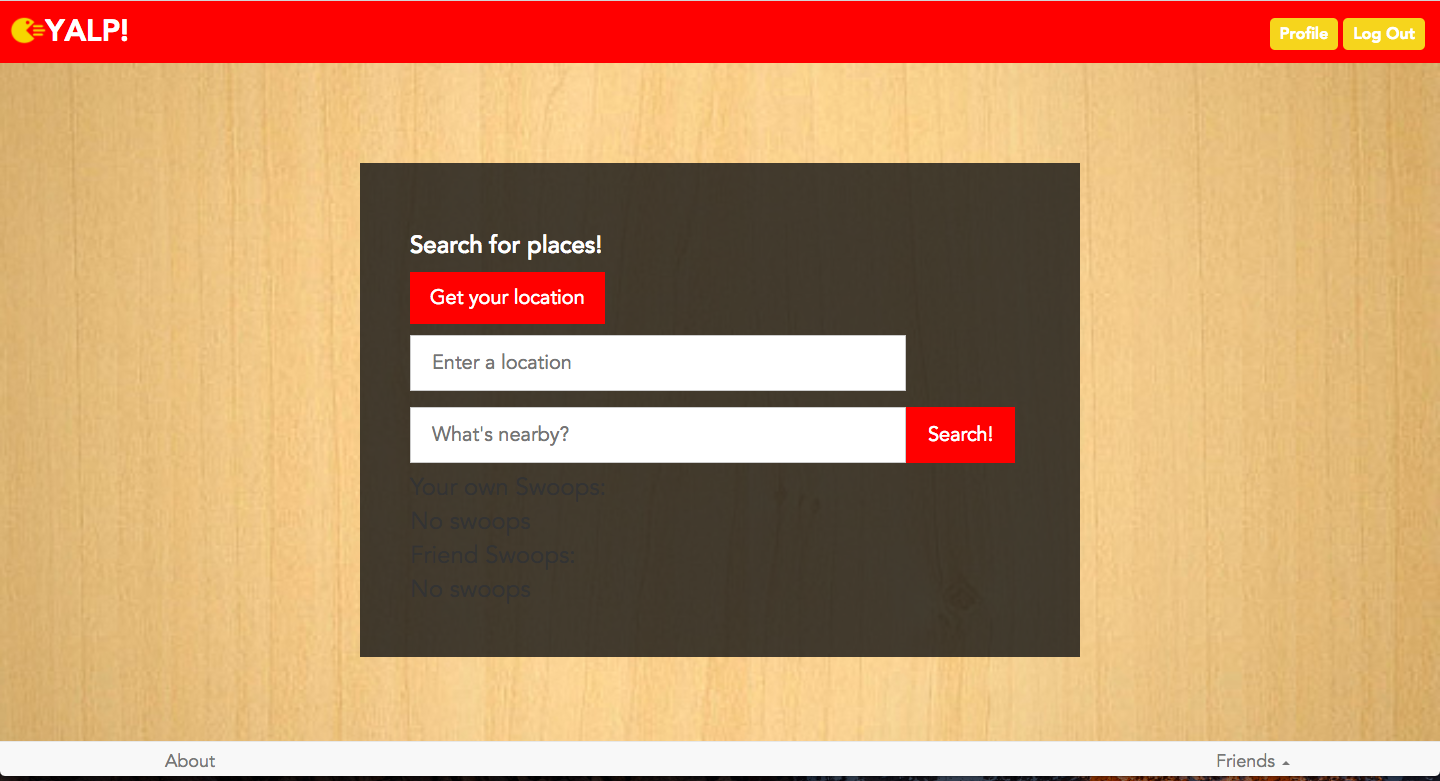 YALP!
Profile Log Out
Search for places!
Get your location
Enter a location
What's nearby? Search!
Your own Swoops:
No swoops
Friend Swoops:
No swoops
About Friends